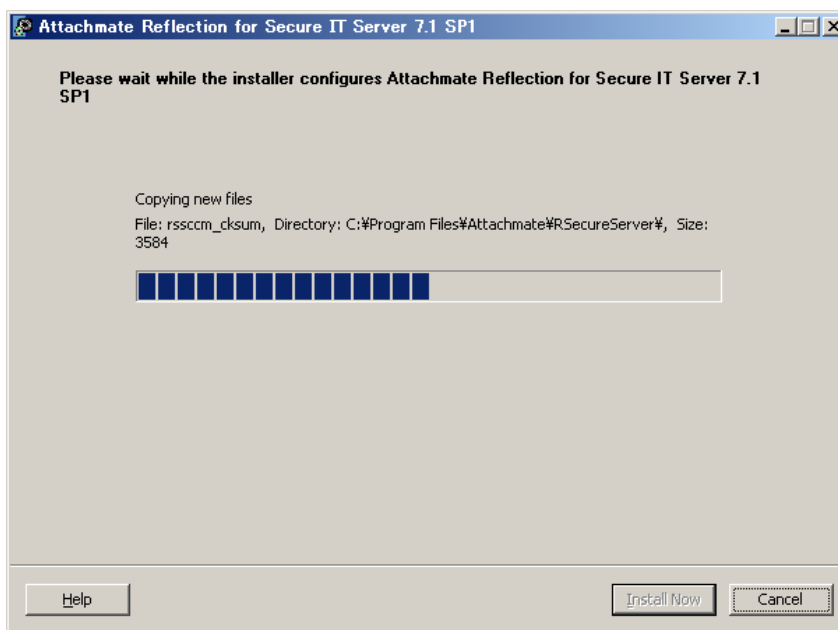 Attachmate Reflection for Secure IT Server 7.1 SP1
Please wait while the installer configures Attachmate Reflection for Secure IT Server 7.1
SP1
Copying new files
File: rssccm_cksum, Directory: C:¥Program Files¥Attachmate¥RSecureServer¥, Size:
3584
Help
Install Now
Cancel